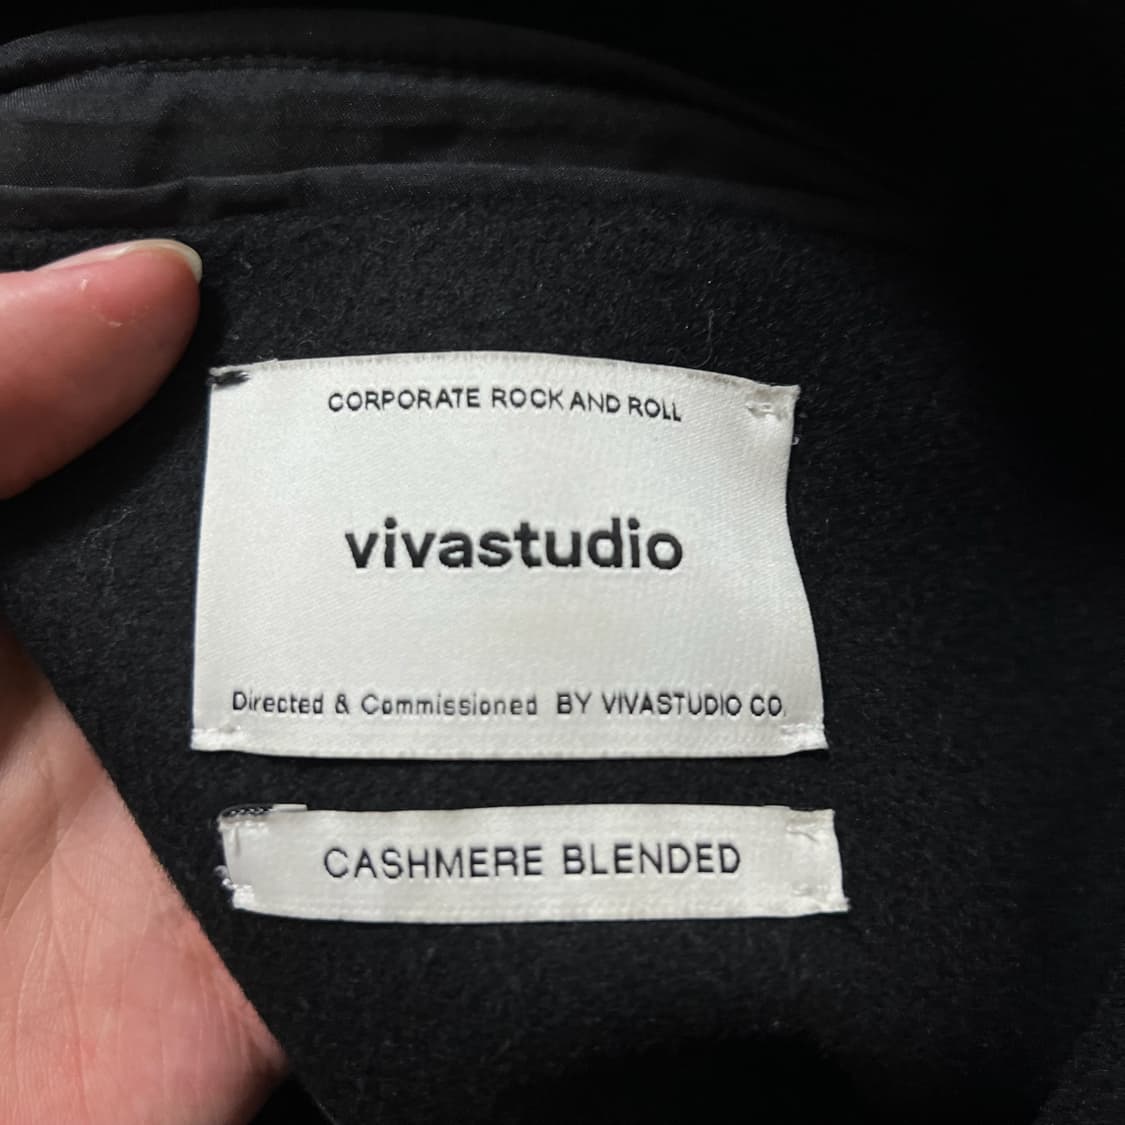 CORPORATE ROCK AND ROLL
vivastudio
Directed & Commissioned BY VIVASTUDIO CO.
CASHMERE BLENDED